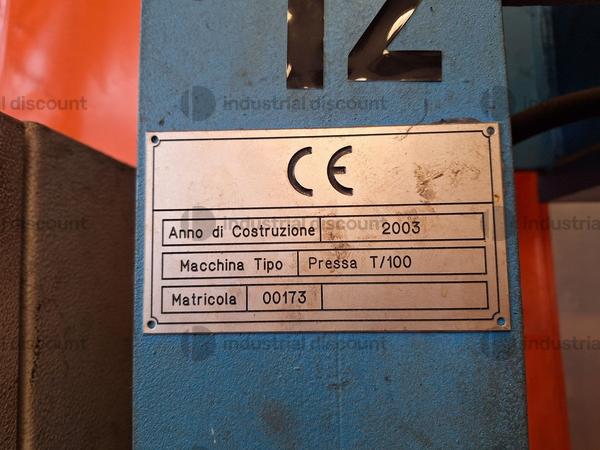 12
CE
Anno di Costruzione 2003
Macchina Tipo Pressa T/100
Matricola 00173
industrial discount